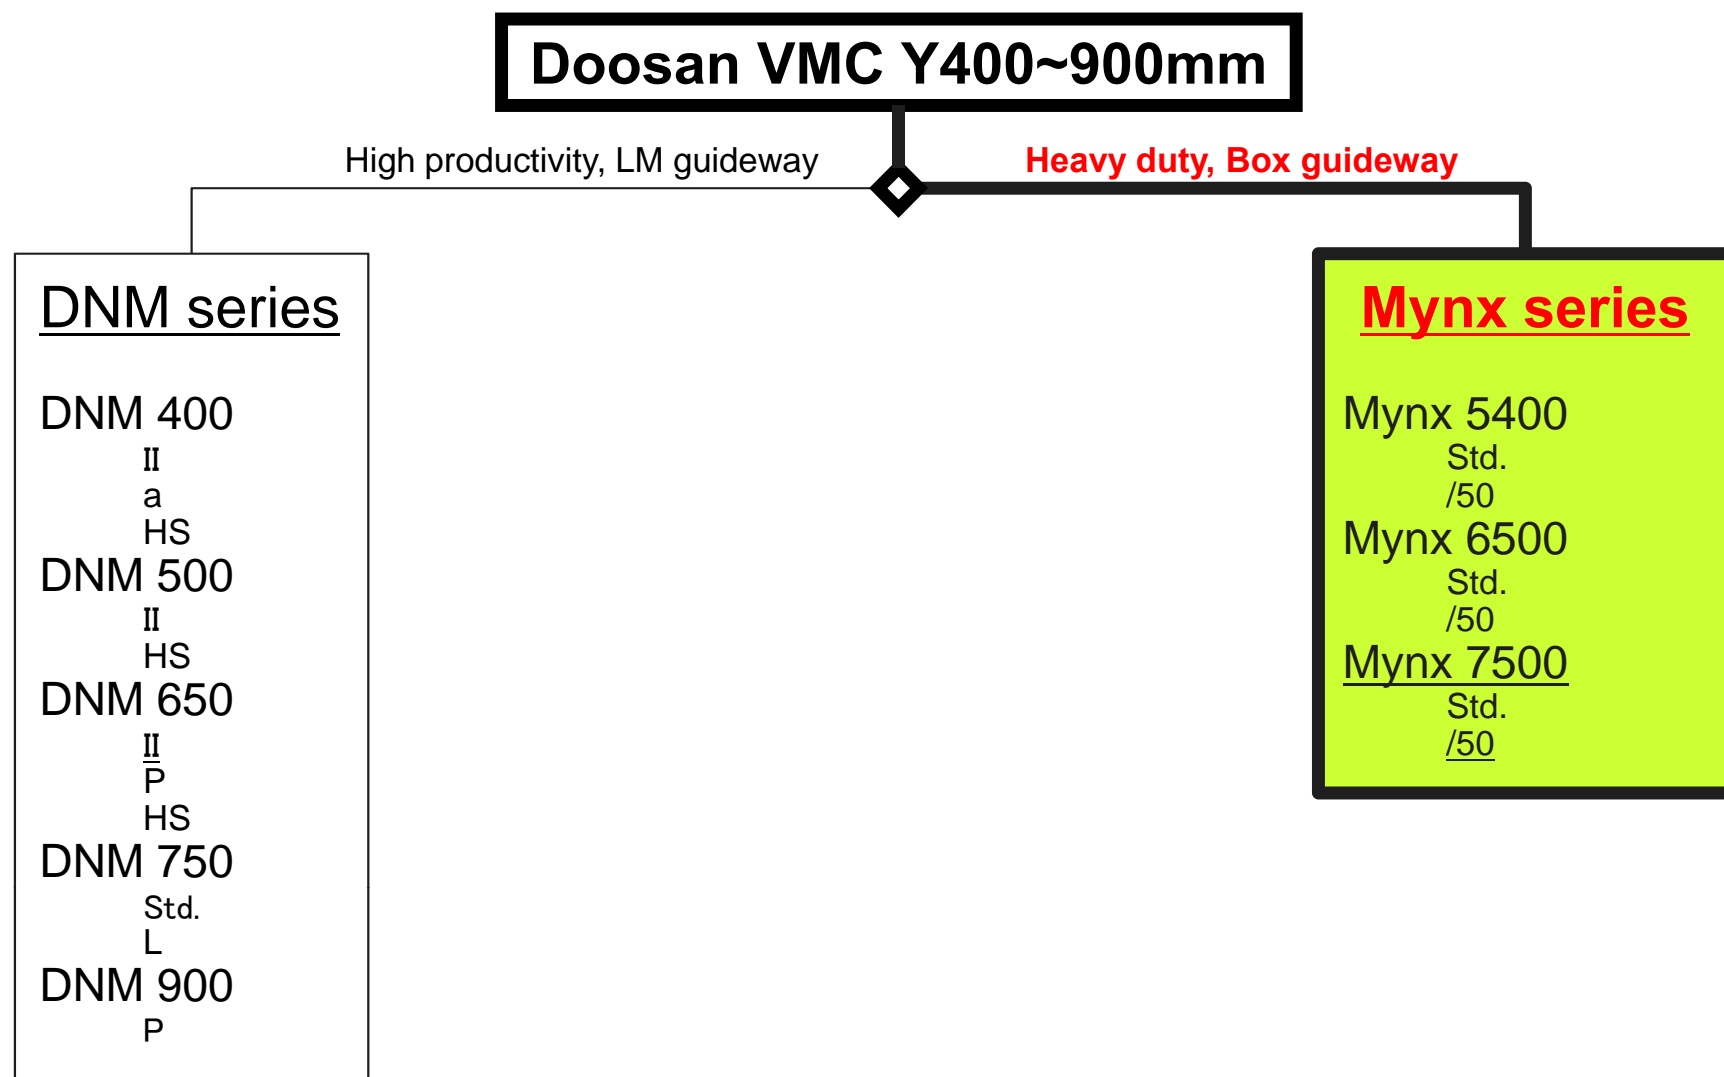 Doosan VMC Y400~900mm
High productivity, LM guideway
Heavy duty, Box guideway
DNM series
DNM 400
II
a
HS
DNM 500
II
HS
DNM 650
II
P
HS
DNM 750
Std.
L
DNM 900
P
Mynx series
Mynx 5400
Std.
/50
Mynx 6500
Std.
/50
Mynx 7500
Std.
/50